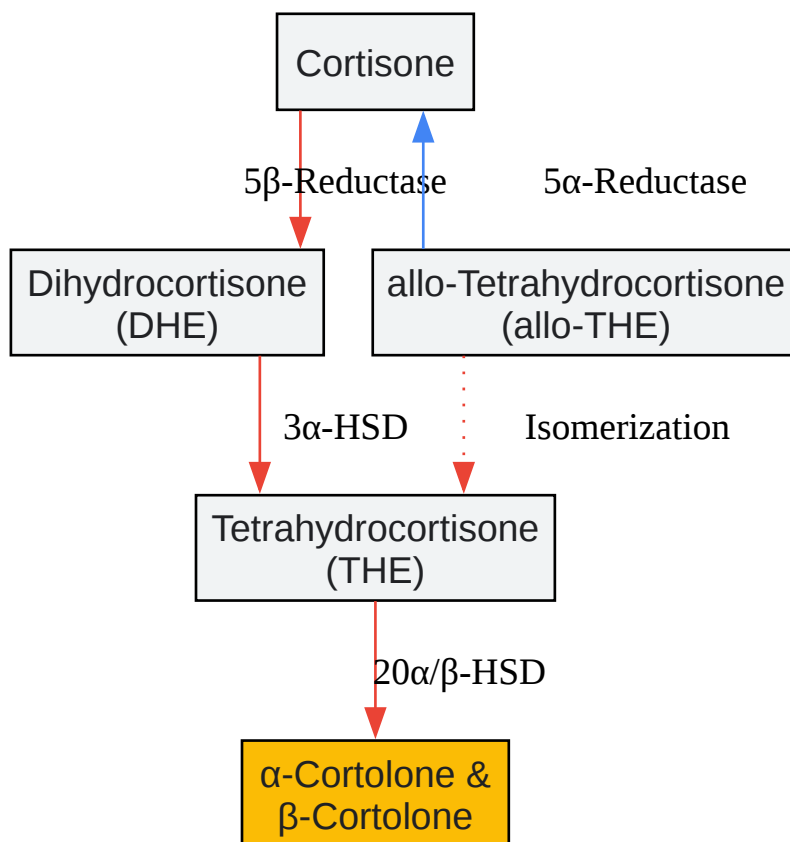 Cortisone
5β-Reductase
5α-Reductase
Dihydrocortisone
(DHE)
allo-Tetrahydrocortisone
(allo-THE)
3α-HSD
Isomerization
Tetrahydrocortisone
(THE)
20α/β-HSD
α-Cortolone &
β-Cortolone